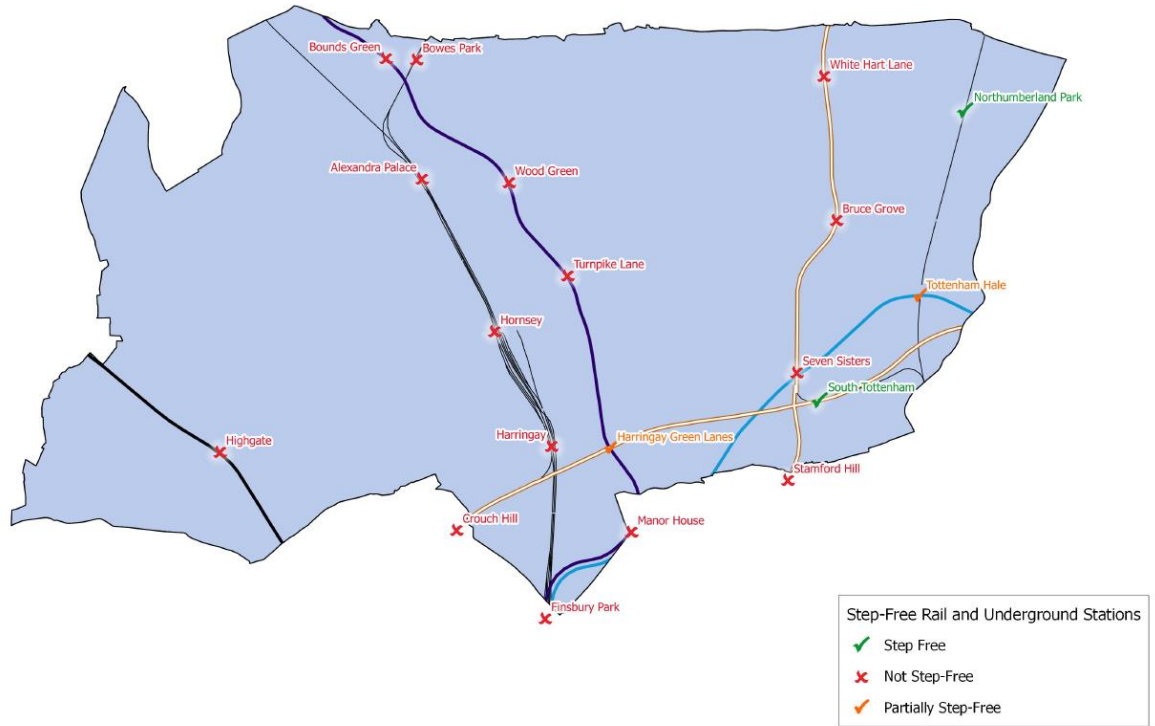 Bounds Green
Bowes Park
White Hart Lane
Northumberland Park
Alexandra Palace
Wood Green
Bruce Grove
Turnpike Lane
Tottenham Hale
Hornsey
Seven Sisters
South Tottenham
Highgate
Harringay
Harringay Green Lanes
Stamford Hill
Crouch Hill
Manor House
Finsbury Park
Step-Free Rail and Underground Stations
Step Free
Not Step-Free
Partially Step-Free